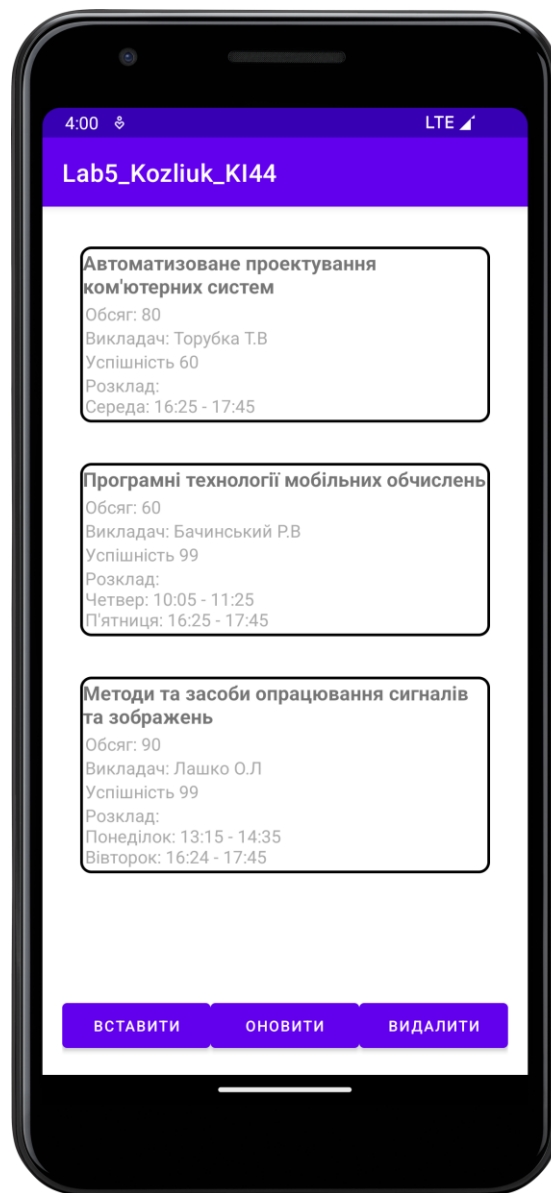 4:00 LTE
Lab5_Kozliuk_KI44
Автоматизоване проектування
ком'ютерних систем
Обсяг: 80
Викладач: Торубка Т.В
Успішність 60
Розклад:
Середа: 16:25 - 17:45
Програмні технології мобільних обчислень
Обсяг: 60
Викладач: Бачинський Р.В
Успішність 99
Розклад:
Четвер: 10:05 - 11:25
П'ятниця: 16:25 - 17:45
Методи та засоби опрацювання сигналів
та зображень
Обсяг: 90
Викладач: Лашко О.Л
Успішність 99
Розклад:
Понеділок: 13:15 - 14:35
Вівторок: 16:24 - 17:45
ВСТАВИТИ ОНОВИТИ ВИДАЛИТИ